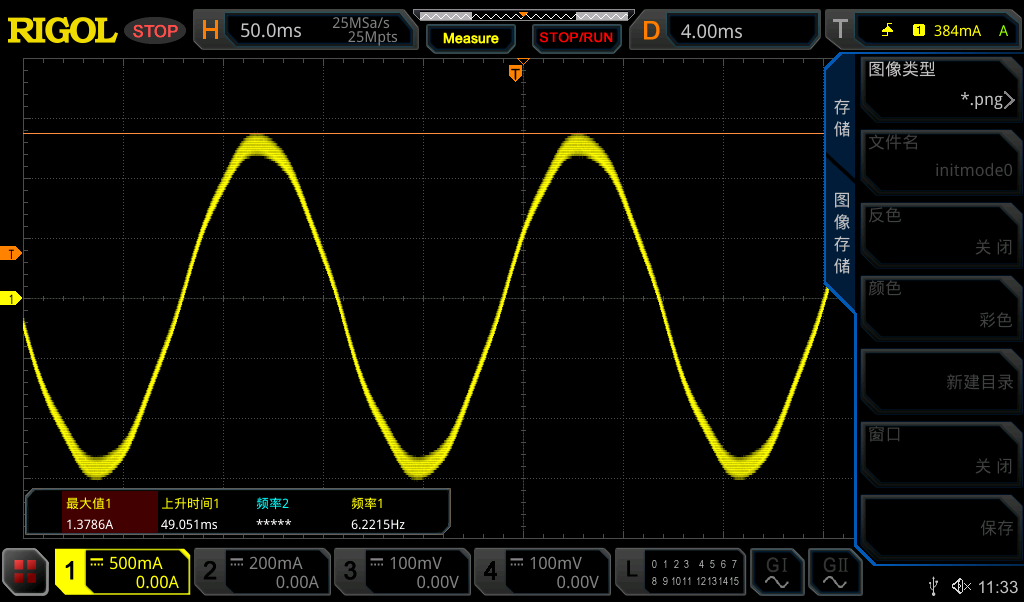 RIGOL STOP H 50.0ms 25MSa/s 25Mpts Measure STOP/RUN D 4.00ms T 1 384mA A
T
T
1
存储
图像存储
图像类型
*.png
文件名
initmode0
反色
关闭
颜色
彩色
新建目录
窗口
关闭
保存
最大值1 上升时间1 频率2 频率1
1.3786A 49.051ms ***** 6.2215Hz
1 500mA 0.00A
2 200mA 0.00A
3 100mV 0.00V
4 100mV 0.00V
L 0 1 2 3 4 5 6 7
8 9 10 11 12 13 14 15
GI GII
11:33